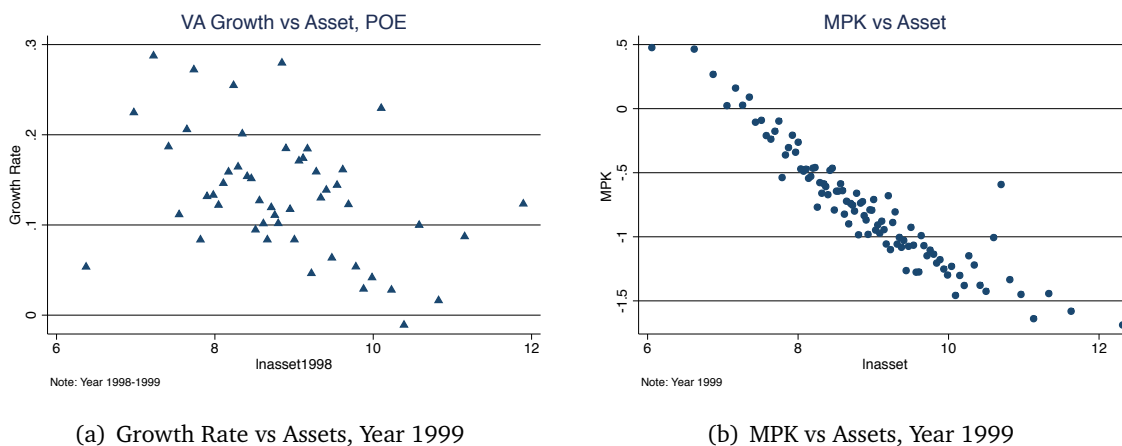 VA Growth vs Asset, POE
Growth Rate
.3
.2
.1
0
6
8
10
12
lnasset1998
Note: Year 1998-1999
(a) Growth Rate vs Assets, Year 1999
MPK vs Asset
MPK
.5
0
-.5
-1
-1.5
6
8
10
12
lnasset
Note: Year 1999
(b) MPK vs Assets, Year 1999